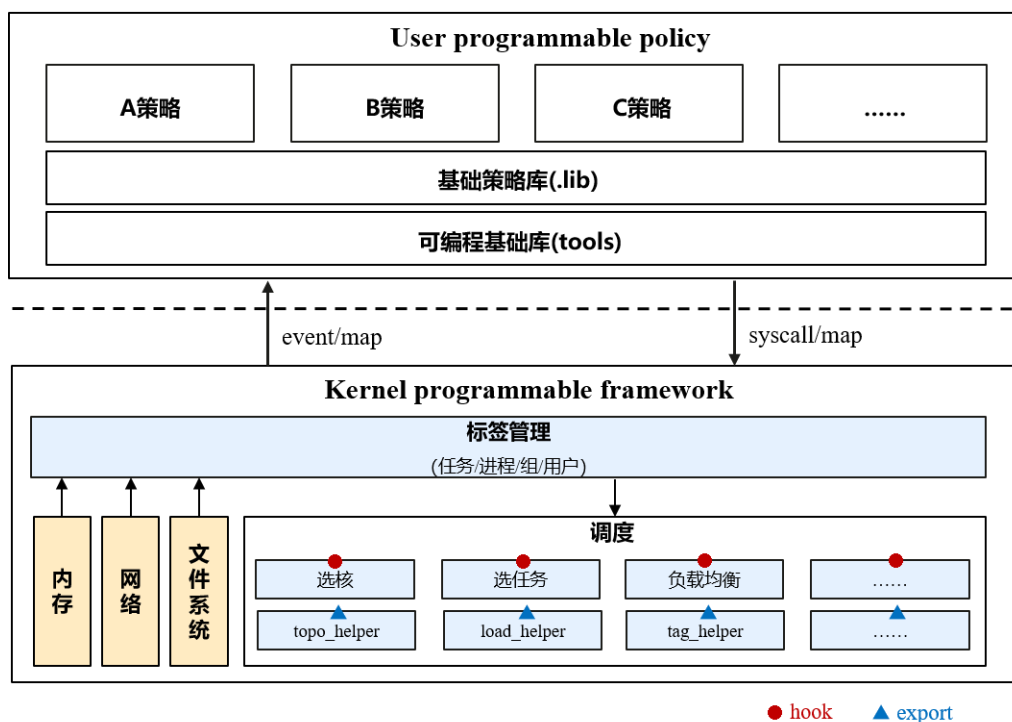 User programmable policy
A策略
B策略
C策略
......
基础策略库(.lib)
可编程基础库(tools)
event/map
syscall/map
Kernel programmable framework
标签管理
(任务/进程/组/用户)
内存
网络
文件系统
调度
选核
选任务
负载均衡
......
topo_helper
load_helper
tag_helper
......
hook
export